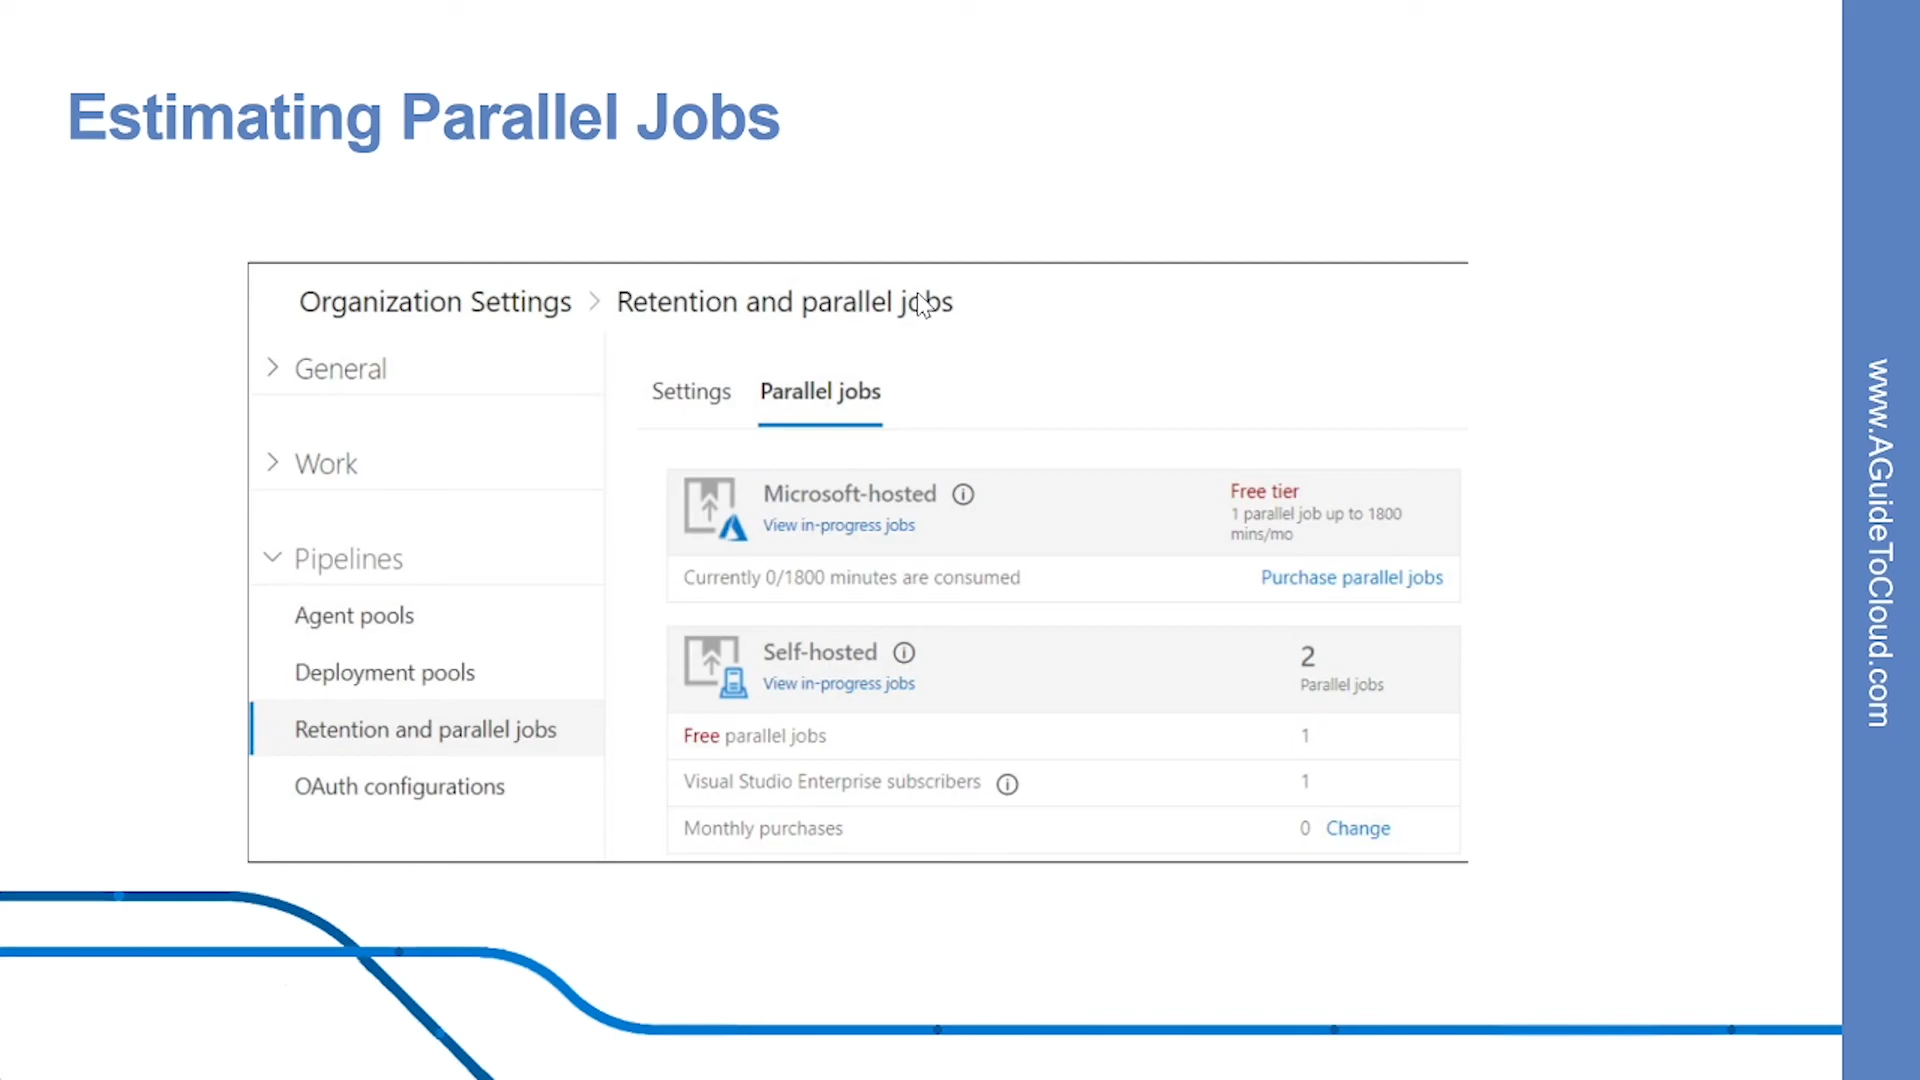 Estimating Parallel Jobs
Organization Settings > Retention and parallel jobs
General
Work
Pipelines
Agent pools
Deployment pools
Retention and parallel jobs
OAuth configurations
Settings
Parallel jobs
Microsoft-hosted
View in-progress jobs
Free tier
1 parallel job up to 1800
mins/mo
Currently 0/1800 minutes are consumed
Purchase parallel jobs
Self-hosted
View in-progress jobs
2
Parallel jobs
Free parallel jobs 1
Visual Studio Enterprise subscribers 1
Monthly purchases 0 Change
www.AGuideToCloud.com